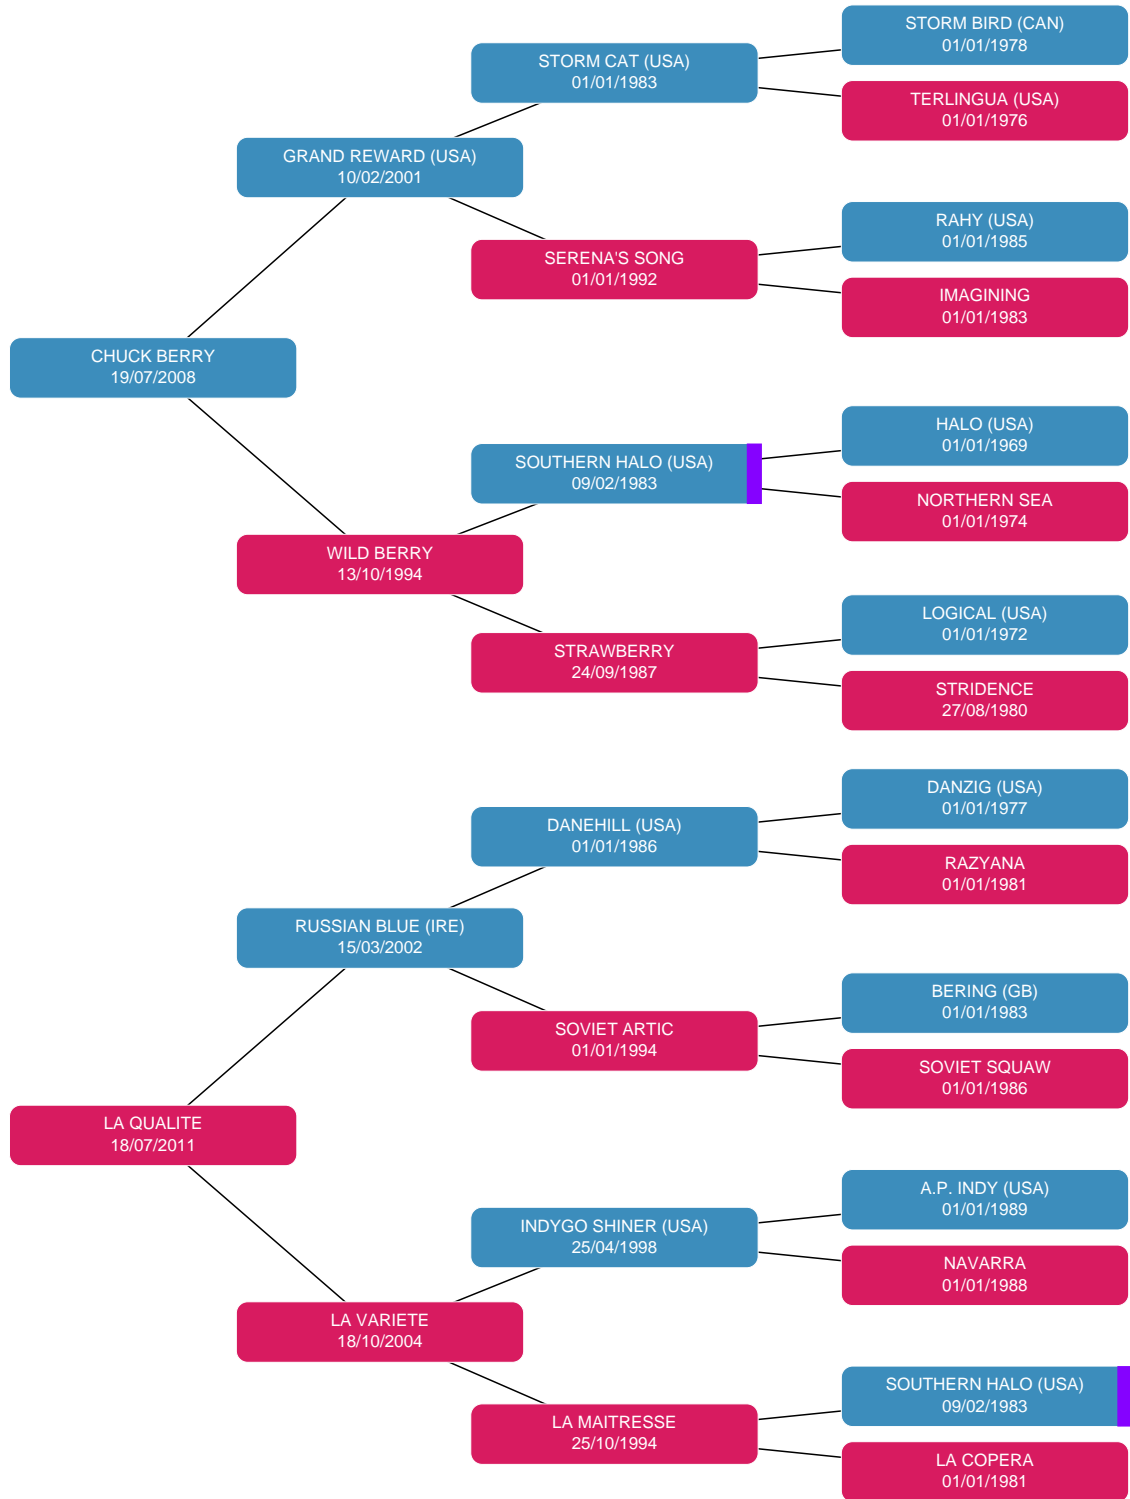 STORM BIRD (CAN)
01/01/1978
STORM CAT (USA)
01/01/1983
TERLINGUA (USA)
01/01/1976
GRAND REWARD (USA)
10/02/2001
RAHY (USA)
01/01/1985
SERENA'S SONG
01/01/1992
IMAGINING
01/01/1983
CHUCK BERRY
19/07/2008
HALO (USA)
01/01/1969
SOUTHERN HALO (USA)
09/02/1983
NORTHERN SEA
01/01/1974
WILD BERRY
13/10/1994
LOGICAL (USA)
01/01/1972
STRAWBERRY
24/09/1987
STRIDENCE
27/08/1980
DANZIG (USA)
01/01/1977
DANEHILL (USA)
01/01/1986
RAZYANA
01/01/1981
RUSSIAN BLUE (IRE)
15/03/2002
BERING (GB)
01/01/1983
SOVIET ARTIC
01/01/1994
SOVIET SQUAW
01/01/1986
LA QUALITE
18/07/2011
A.P. INDY (USA)
01/01/1989
INDYGO SHINER (USA)
25/04/1998
NAVARRA
01/01/1988
LA VARIETE
18/10/2004
SOUTHERN HALO (USA)
09/02/1983
LA MAITRESSE
25/10/1994
LA COPERA
01/01/1981